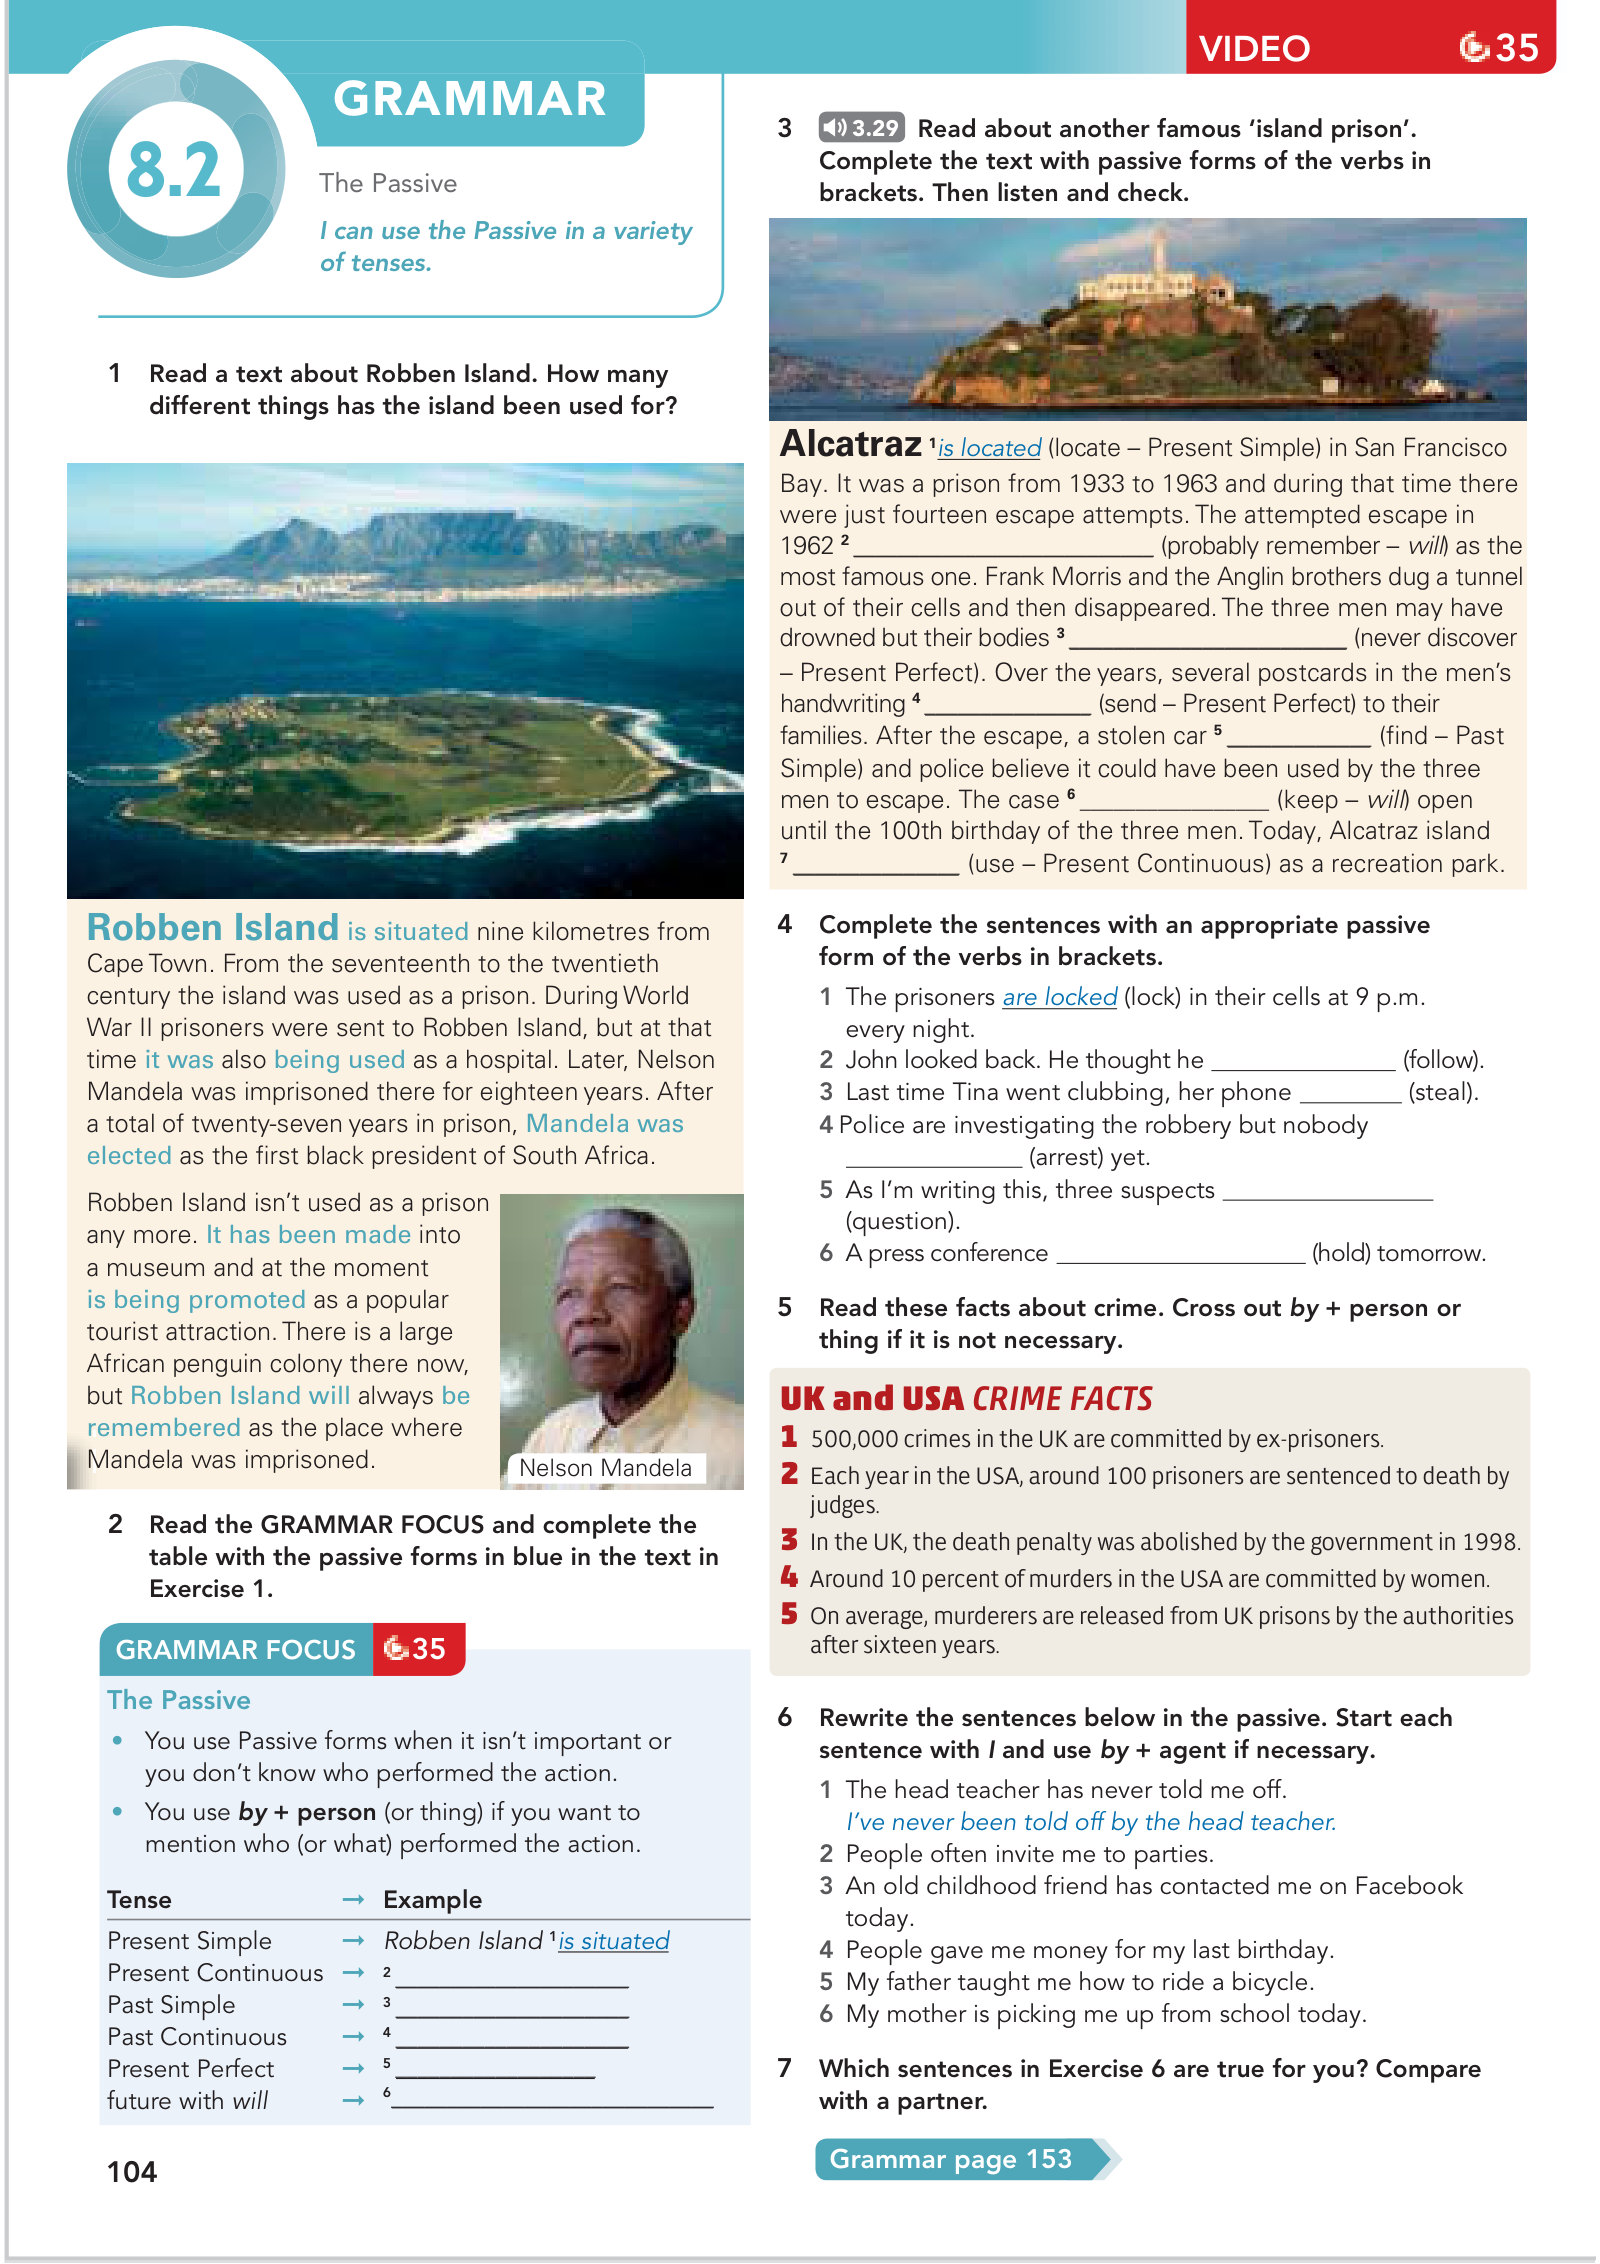 VIDEO 35
GRAMMAR
8.2
The Passive
I can use the Passive in a variety
of tenses.
1 Read a text about Robben Island. How many
different things has the island been used for?
Robben Island is situated nine kilometres from
Cape Town. From the seventeenth to the twentieth
century the island was used as a prison. During World
War II prisoners were sent to Robben Island, but at that
time it was also being used as a hospital. Later, Nelson
Mandela was imprisoned there for eighteen years. After
a total of twenty-seven years in prison, Mandela was
elected as the first black president of South Africa.
Robben Island isn't used as a prison
any more. It has been made into
a museum and at the moment
is being promoted as a popular
tourist attraction. There is a large
African penguin colony there now,
but Robben Island will always be
remembered as the place where
Mandela was imprisoned.
Nelson Mandela
2 Read the GRAMMAR FOCUS and complete the
table with the passive forms in blue in the text in
Exercise 1.
GRAMMAR FOCUS 35
The Passive
• You use Passive forms when it isn't important or
you don't know who performed the action.
• You use by + person (or thing) if you want to
mention who (or what) performed the action.
Tense → Example
Present Simple → Robben Island ¹is situated
Present Continuous → ² ____________
Past Simple → ³ ____________
Past Continuous → ⁴ ____________
Present Perfect → ⁵ ____________
future with will → ⁶ ____________
104
3 3.29 Read about another famous 'island prison'.
Complete the text with passive forms of the verbs in
brackets. Then listen and check.
Alcatraz ¹is located (locate – Present Simple) in San Francisco
Bay. It was a prison from 1933 to 1963 and during that time there
were just fourteen escape attempts. The attempted escape in
1962 ² ____________ (probably remember – will) as the
most famous one. Frank Morris and the Anglin brothers dug a tunnel
out of their cells and then disappeared. The three men may have
drowned but their bodies ³ ____________ (never discover
– Present Perfect). Over the years, several postcards in the men's
handwriting ⁴ ____________ (send – Present Perfect) to their
families. After the escape, a stolen car ⁵ ____________ (find – Past
Simple) and police believe it could have been used by the three
men to escape. The case ⁶ ____________ (keep – will) open
until the 100th birthday of the three men. Today, Alcatraz island
⁷ ____________ (use – Present Continuous) as a recreation park.
4 Complete the sentences with an appropriate passive
form of the verbs in brackets.
1 The prisoners are locked (lock) in their cells at 9 p.m.
every night.
2 John looked back. He thought he ____________ (follow).
3 Last time Tina went clubbing, her phone ________ (steal).
4 Police are investigating the robbery but nobody
____________ (arrest) yet.
5 As I'm writing this, three suspects ____________
(question).
6 A press conference ____________ (hold) tomorrow.
5 Read these facts about crime. Cross out by + person or
thing if it is not necessary.
UK and USA CRIME FACTS
1 500,000 crimes in the UK are committed by ex-prisoners.
2 Each year in the USA, around 100 prisoners are sentenced to death by
judges.
3 In the UK, the death penalty was abolished by the government in 1998.
4 Around 10 percent of murders in the USA are committed by women.
5 On average, murderers are released from UK prisons by the authorities
after sixteen years.
6 Rewrite the sentences below in the passive. Start each
sentence with I and use by + agent if necessary.
1 The head teacher has never told me off.
I've never been told off by the head teacher.
2 People often invite me to parties.
3 An old childhood friend has contacted me on Facebook
today.
4 People gave me money for my last birthday.
5 My father taught me how to ride a bicycle.
6 My mother is picking me up from school today.
7 Which sentences in Exercise 6 are true for you? Compare
with a partner.
Grammar page 153